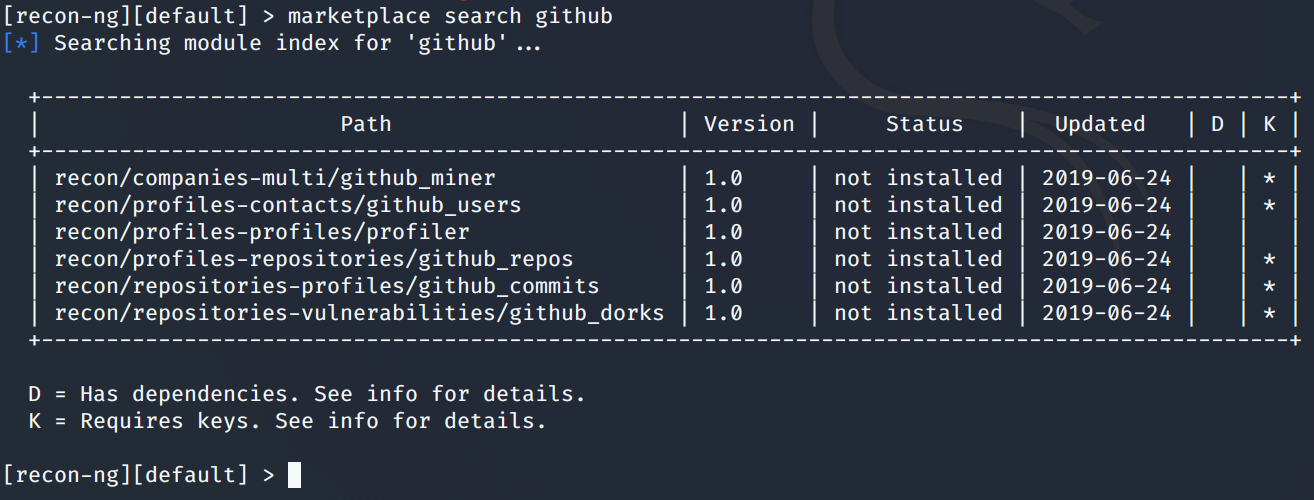 [recon-ng][default] > marketplace search github
[*] Searching module index for 'github' ...
+------------------------------------------------------------------------------------------------+
| Path | Version | Status | Updated | D | K |
+------------------------------------------------------------------------------------------------+
| recon/companies-multi/github_miner | 1.0 | not installed | 2019-06-24 | | * |
| recon/profiles-contacts/github_users | 1.0 | not installed | 2019-06-24 | | * |
| recon/profiles-profiles/profiler | 1.0 | not installed | 2019-06-24 | | |
| recon/profiles-repositories/github_repos | 1.0 | not installed | 2019-06-24 | | * |
| recon/repositories-profiles/github_commits | 1.0 | not installed | 2019-06-24 | | * |
| recon/repositories-vulnerabilities/github_dorks | 1.0 | not installed | 2019-06-24 | | * |
+------------------------------------------------------------------------------------------------+
D = Has dependencies. See info for details.
K = Requires keys. See info for details.
[recon-ng][default] >